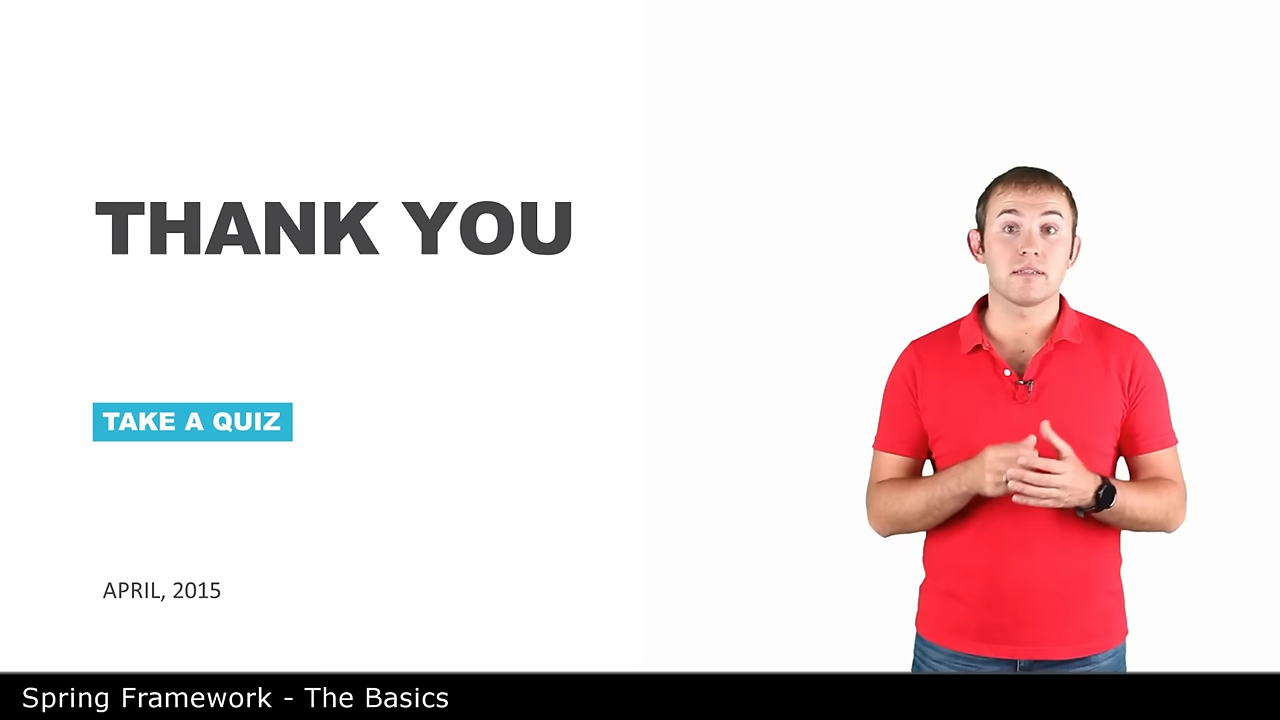 THANK YOU
TAKE A QUIZ
APRIL, 2015
Spring Framework - The Basics